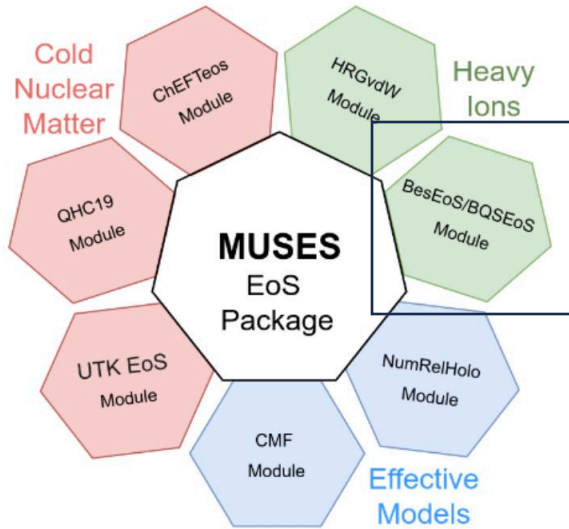 Cold
Nuclear
Matter
ChEFTeos
Module
HRGvdW
Module
Heavy
Ions
QHC19
Module
BesEoS/BQSEoS
Module
MUSES
EoS
Package
UTK EoS
Module
NumRelHolo
Module
CMF
Module
Effective
Models